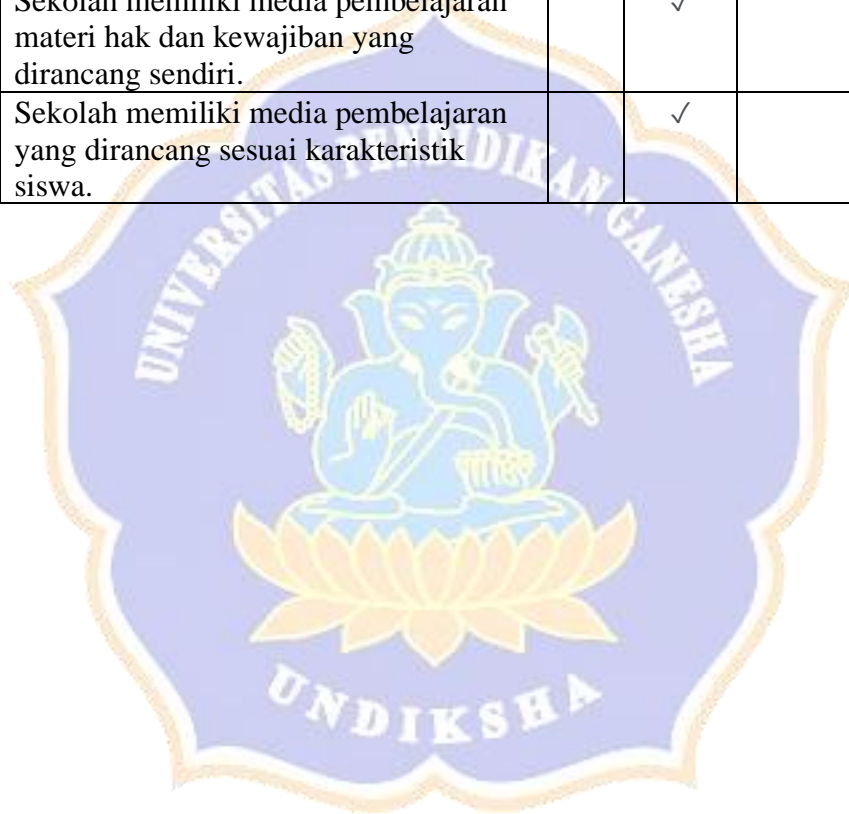 Sekolah memiliki media pembelajaran ✓
materi hak dan kewajiban yang
dirancang sendiri.
Sekolah memiliki media pembelajaran ✓
yang dirancang sesuai karakteristik
siswa.
UNIVERSITAS PENDIDIKAN GANESHA
UNDIKSHA